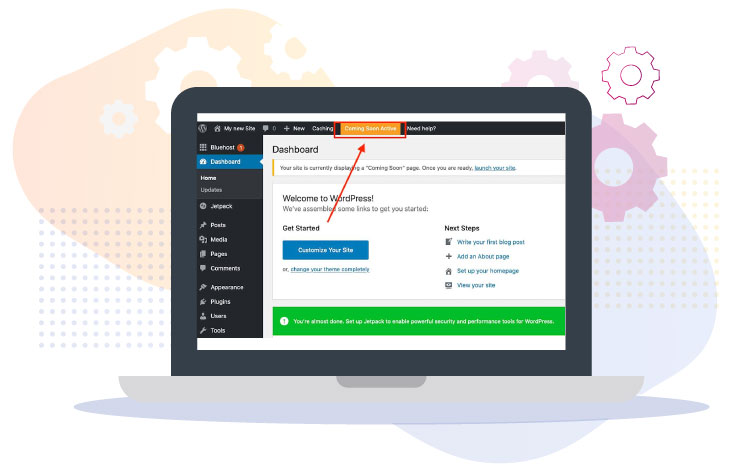 My new Site 0 + New Caching Coming Soon Active Need help?
Bluehost 1
Dashboard
Home
Updates
Jetpack
Posts
Media
Pages
Comments
Appearance
Plugins
Users
Tools
Dashboard
Your site is currently displaying a "Coming Soon" page. Once you are ready, launch your site.
Welcome to WordPress!
We've assembled some links to get you started:
Get Started
Customize Your Site
or, change your theme completely
Next Steps
Write your first blog post
Add an About page
Set up your homepage
View your site
You're almost done. Set up Jetpack to enable powerful security and performance tools for WordPress.